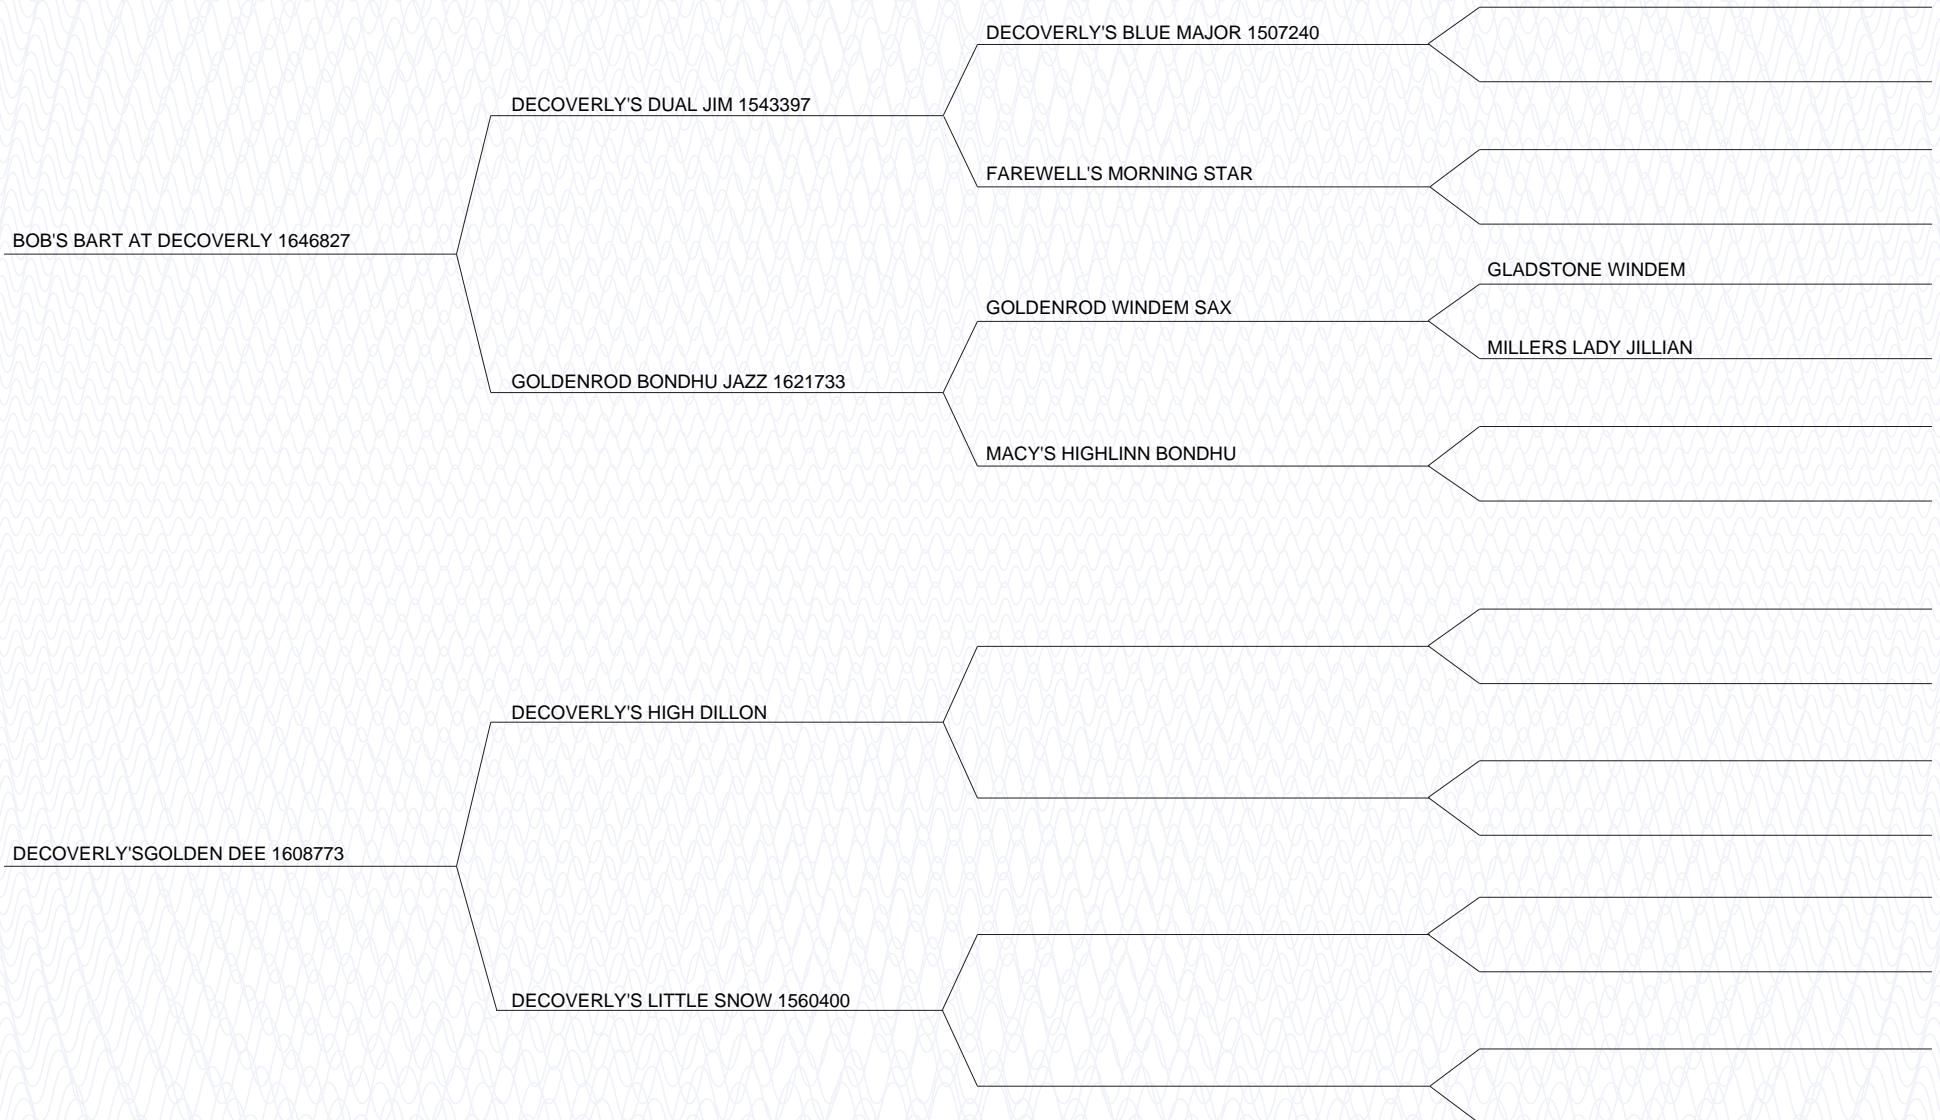 DECOVERLY'S BLUE MAJOR 1507240
DECOVERLY'S DUAL JIM 1543397
FAREWELL'S MORNING STAR
BOB'S BART AT DECOVERLY 1646827
GLADSTONE WINDEM
GOLDENROD WINDEM SAX
MILLERS LADY JILLIAN
GOLDENROD BONDHU JAZZ 1621733
MACY'S HIGHLINN BONDHU
DECOVERLY'S HIGH DILLON
DECOVERLY'SGOLDEN DEE 1608773
DECOVERLY'S LITTLE SNOW 1560400